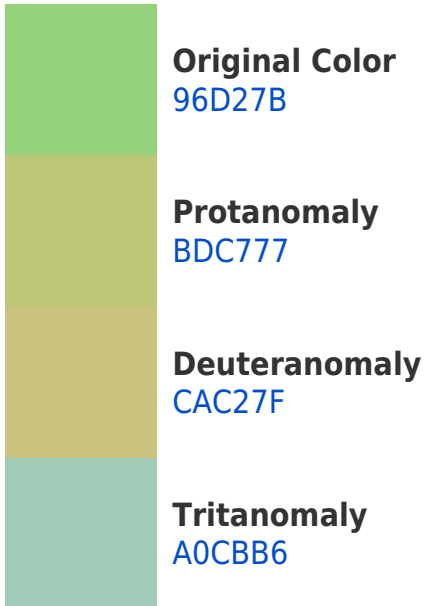 Original Color
96D27B
Protanomaly
BDC777
Deuteranomaly
CAC27F
Tritanomaly
A0CBB6